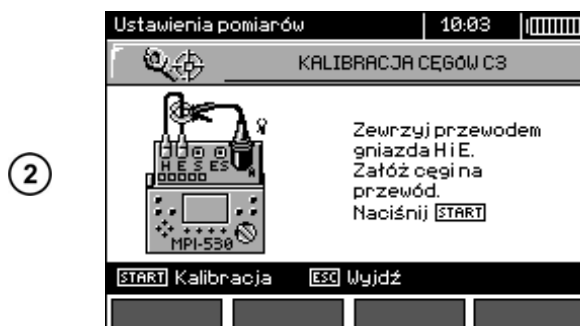 Ustawienia pomiarów 10:03
KALIBRACJA CĘGÓW C3
2
Zewrzyj przewodem
gniazda H i E.
Załóż cęgi na
przewód.
Naciśnij START
H E S ES
MPI-530
START Kalibracja ESC Wyjdź